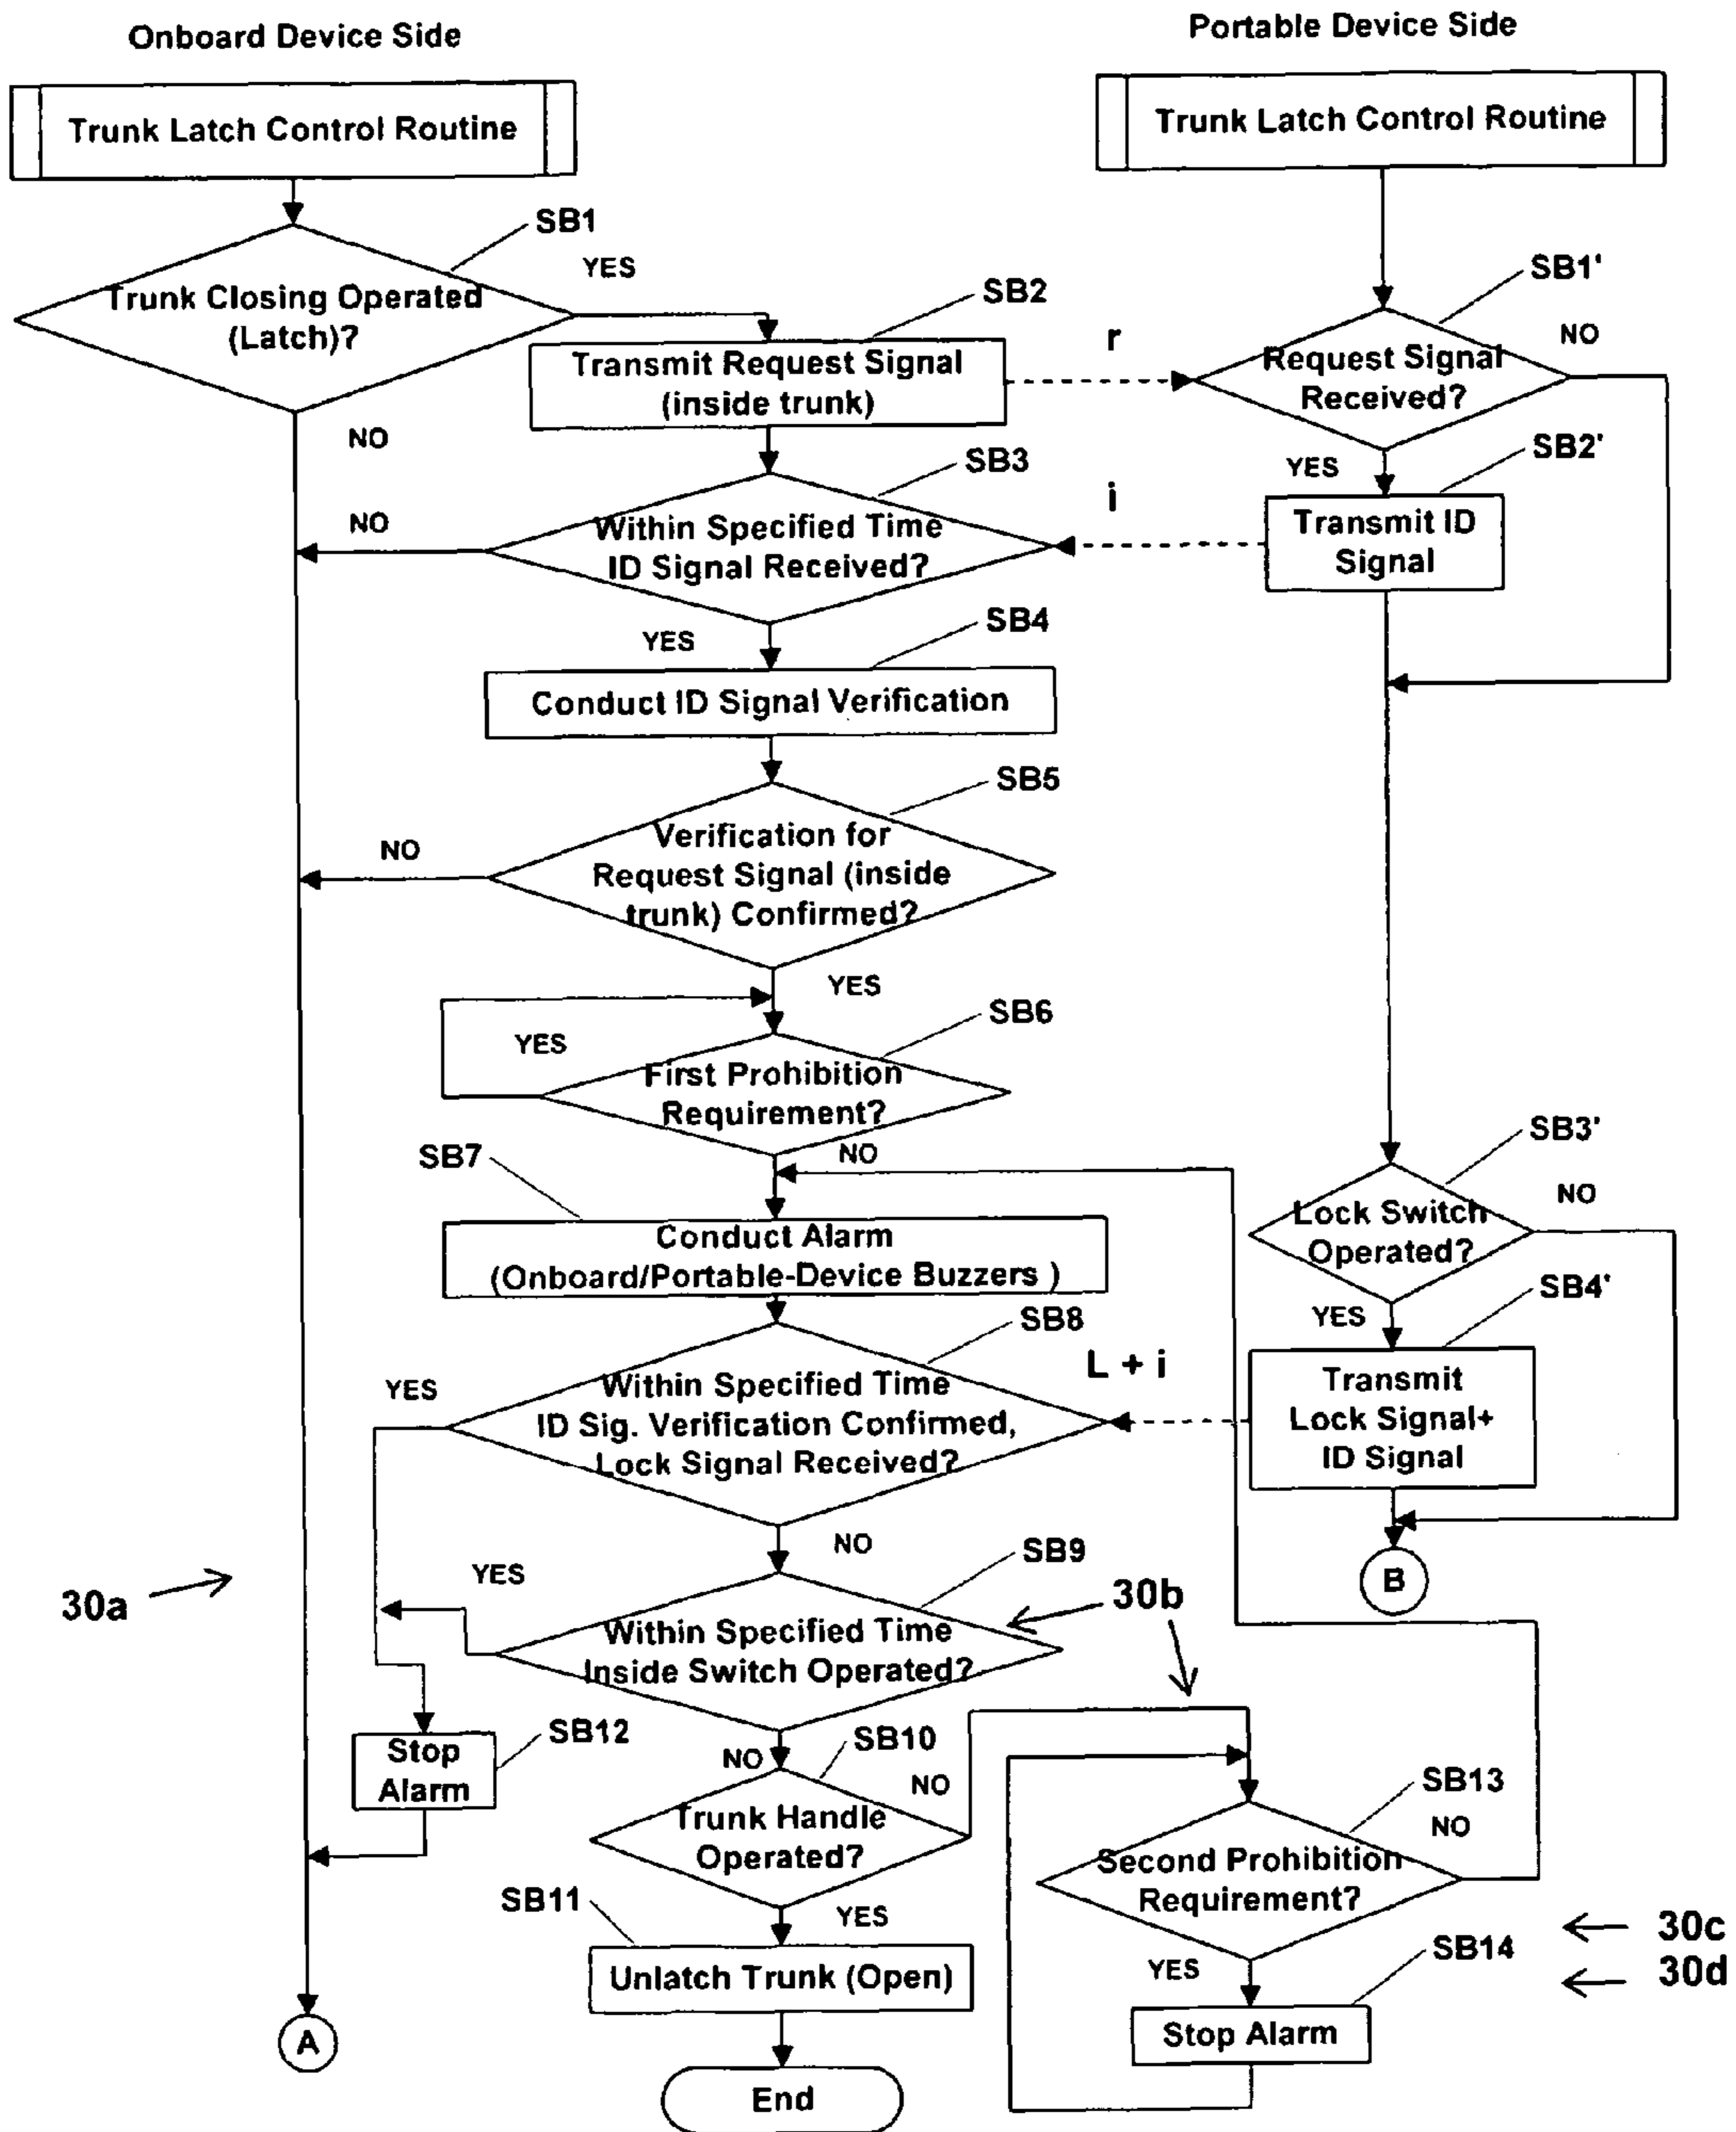 Onboard Device Side
Portable Device Side
Trunk Latch Control Routine
Trunk Latch Control Routine
SB1
YES
Trunk Closing Operated
(Latch)?
NO
SB2
Transmit Request Signal
(inside trunk)
r
SB1'
NO
Request Signal
Received?
YES
SB2'
Transmit ID
Signal
i
SB3
NO
Within Specified Time
ID Signal Received?
YES
SB4
Conduct ID Signal Verification
SB5
NO
Verification for
Request Signal (inside
trunk) Confirmed?
YES
SB6
YES
First Prohibition
Requirement?
NO
SB7
Conduct Alarm
(Onboard/Portable-Device Buzzers )
SB3'
NO
Lock Switch
Operated?
YES
SB4'
Transmit
Lock Signal+
ID Signal
L + i
B
SB8
YES
Within Specified Time
ID Sig. Verification Confirmed,
Lock Signal Received?
NO
SB9
YES
30a
30b
Within Specified Time
Inside Switch Operated?
NO
SB12
Stop
Alarm
SB10
NO
Trunk Handle
Operated?
YES
SB11
Unlatch Trunk (Open)
End
A
SB13
NO
Second Prohibition
Requirement?
YES
SB14
Stop Alarm
30c
30d